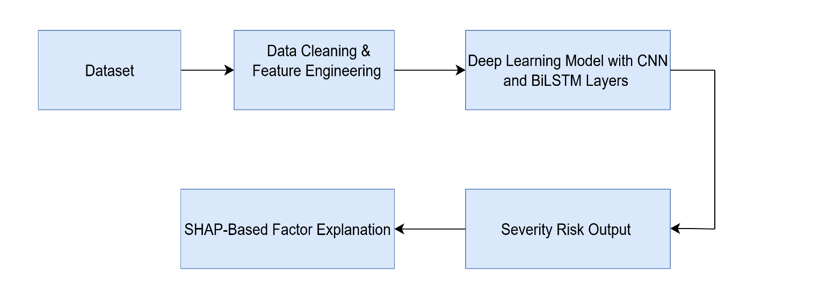 Dataset
Data Cleaning &
Feature Engineering
Deep Learning Model with CNN
and BiLSTM Layers
SHAP-Based Factor Explanation
Severity Risk Output